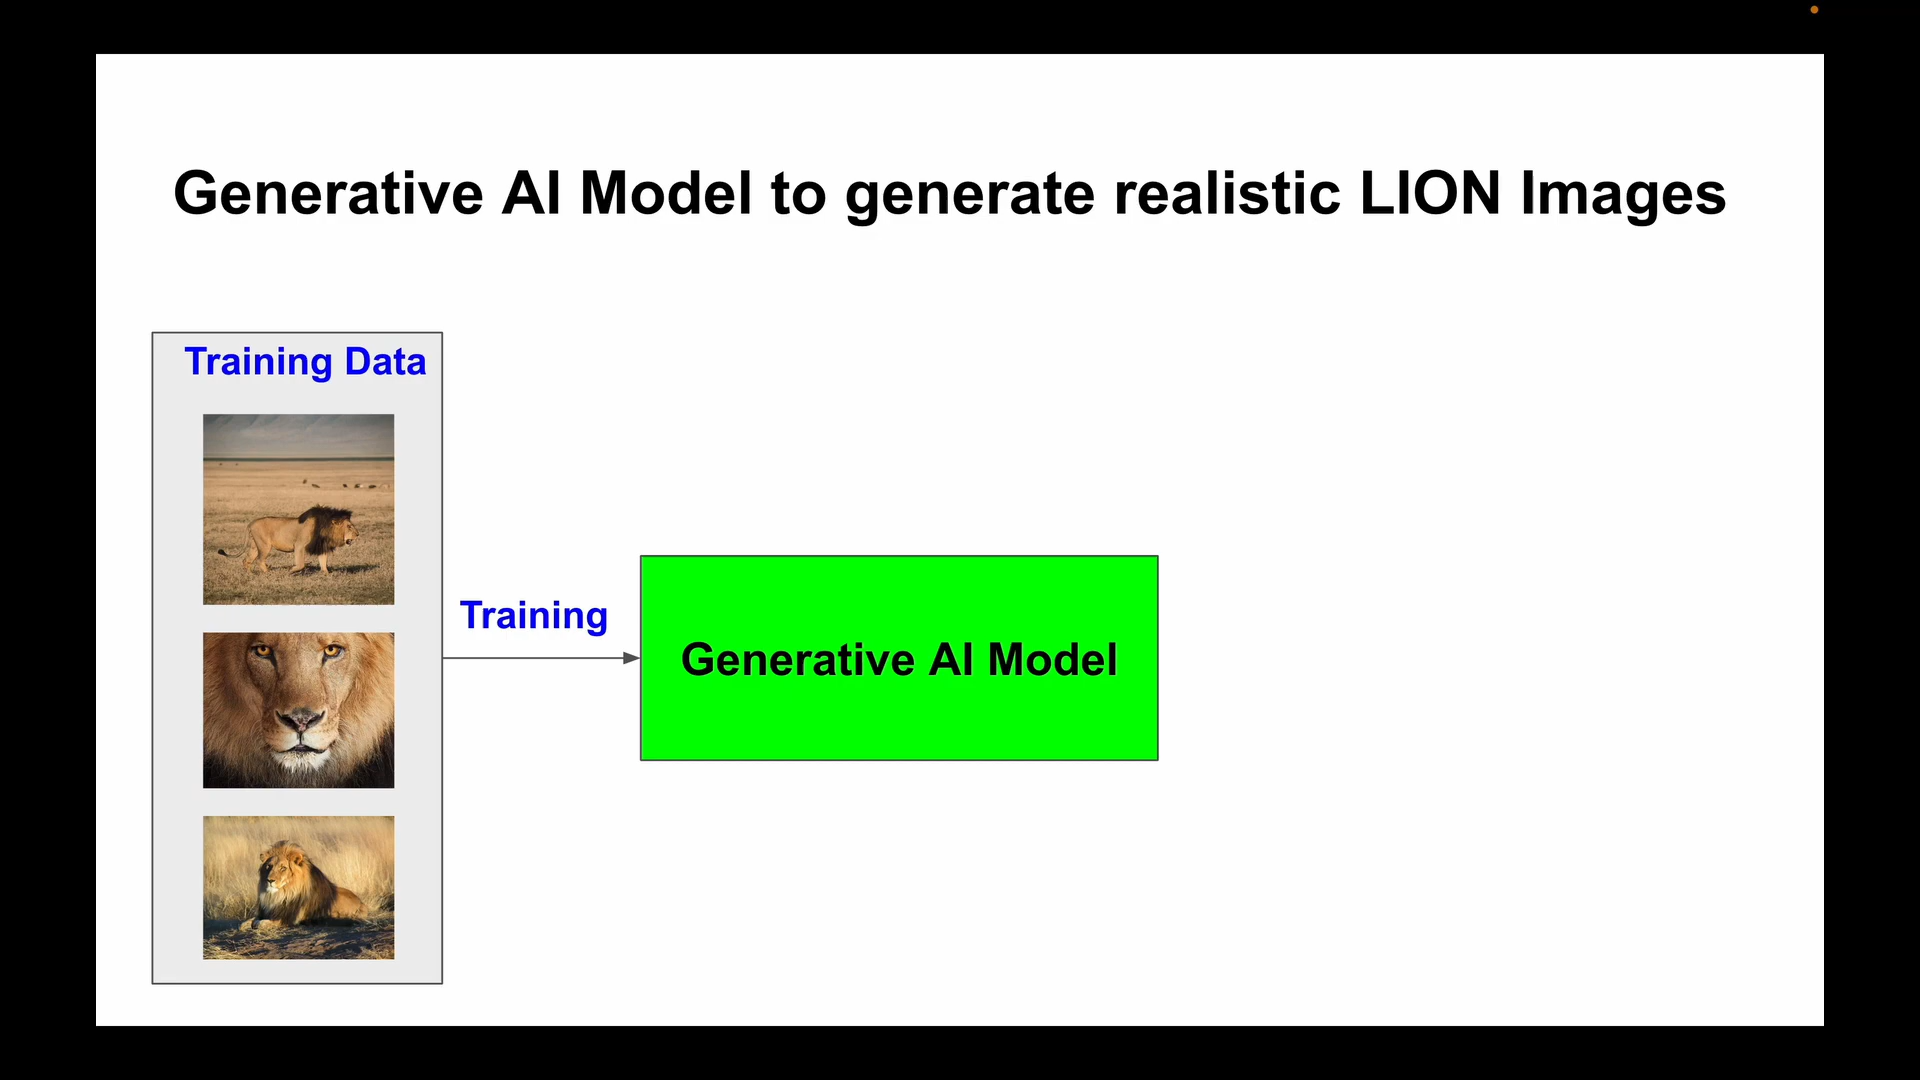 Generative AI Model to generate realistic LION Images
Training Data
Training
Generative AI Model